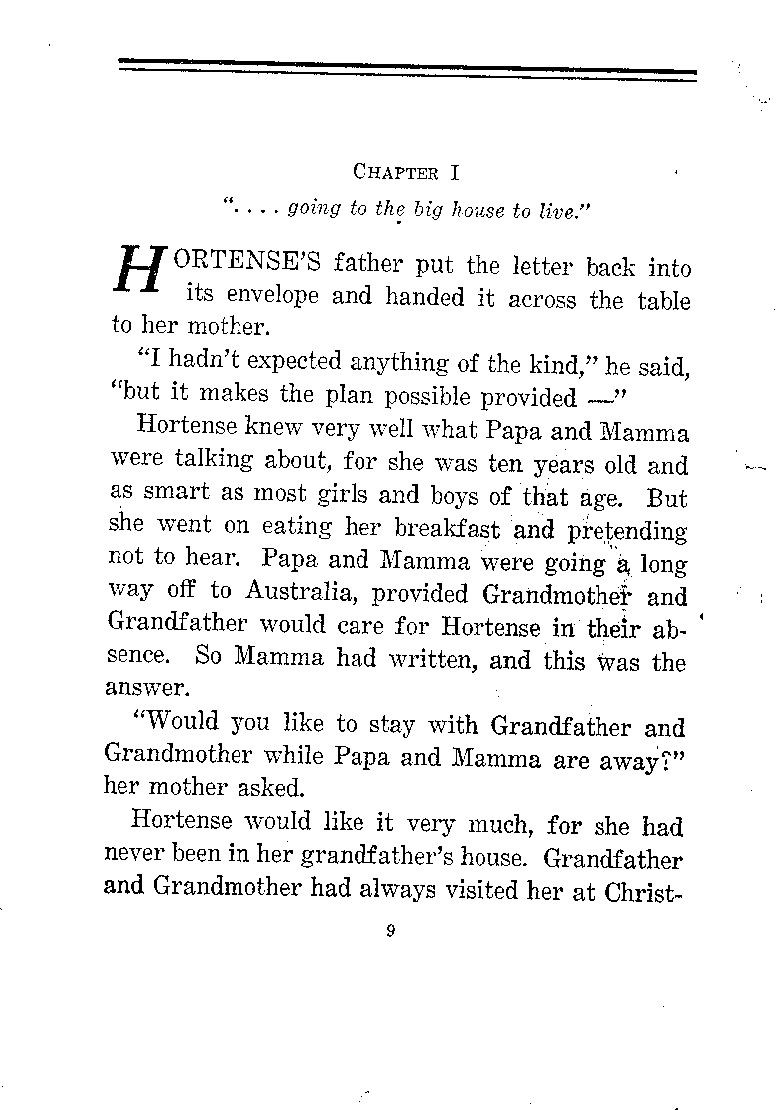 CHAPTER I
“. . . . going to the big house to live.”
HORTENSE’S father put the letter back into
its envelope and handed it across the table
to her mother.
“I hadn’t expected anything of the kind,” he said,
“but it makes the plan possible provided —”
Hortense knew very well what Papa and Mamma
were talking about, for she was ten years old and
as smart as most girls and boys of that age. But
she went on eating her breakfast and pretending
not to hear. Papa and Mamma were going a long
way off to Australia, provided Grandmother and
Grandfather would care for Hortense in their ab-
sence. So Mamma had written, and this was the
answer.
“Would you like to stay with Grandfather and
Grandmother while Papa and Mamma are away?”
her mother asked.
Hortense would like it very much, for she had
never been in her grandfather’s house. Grandfather
and Grandmother had always visited her at Christ-
9